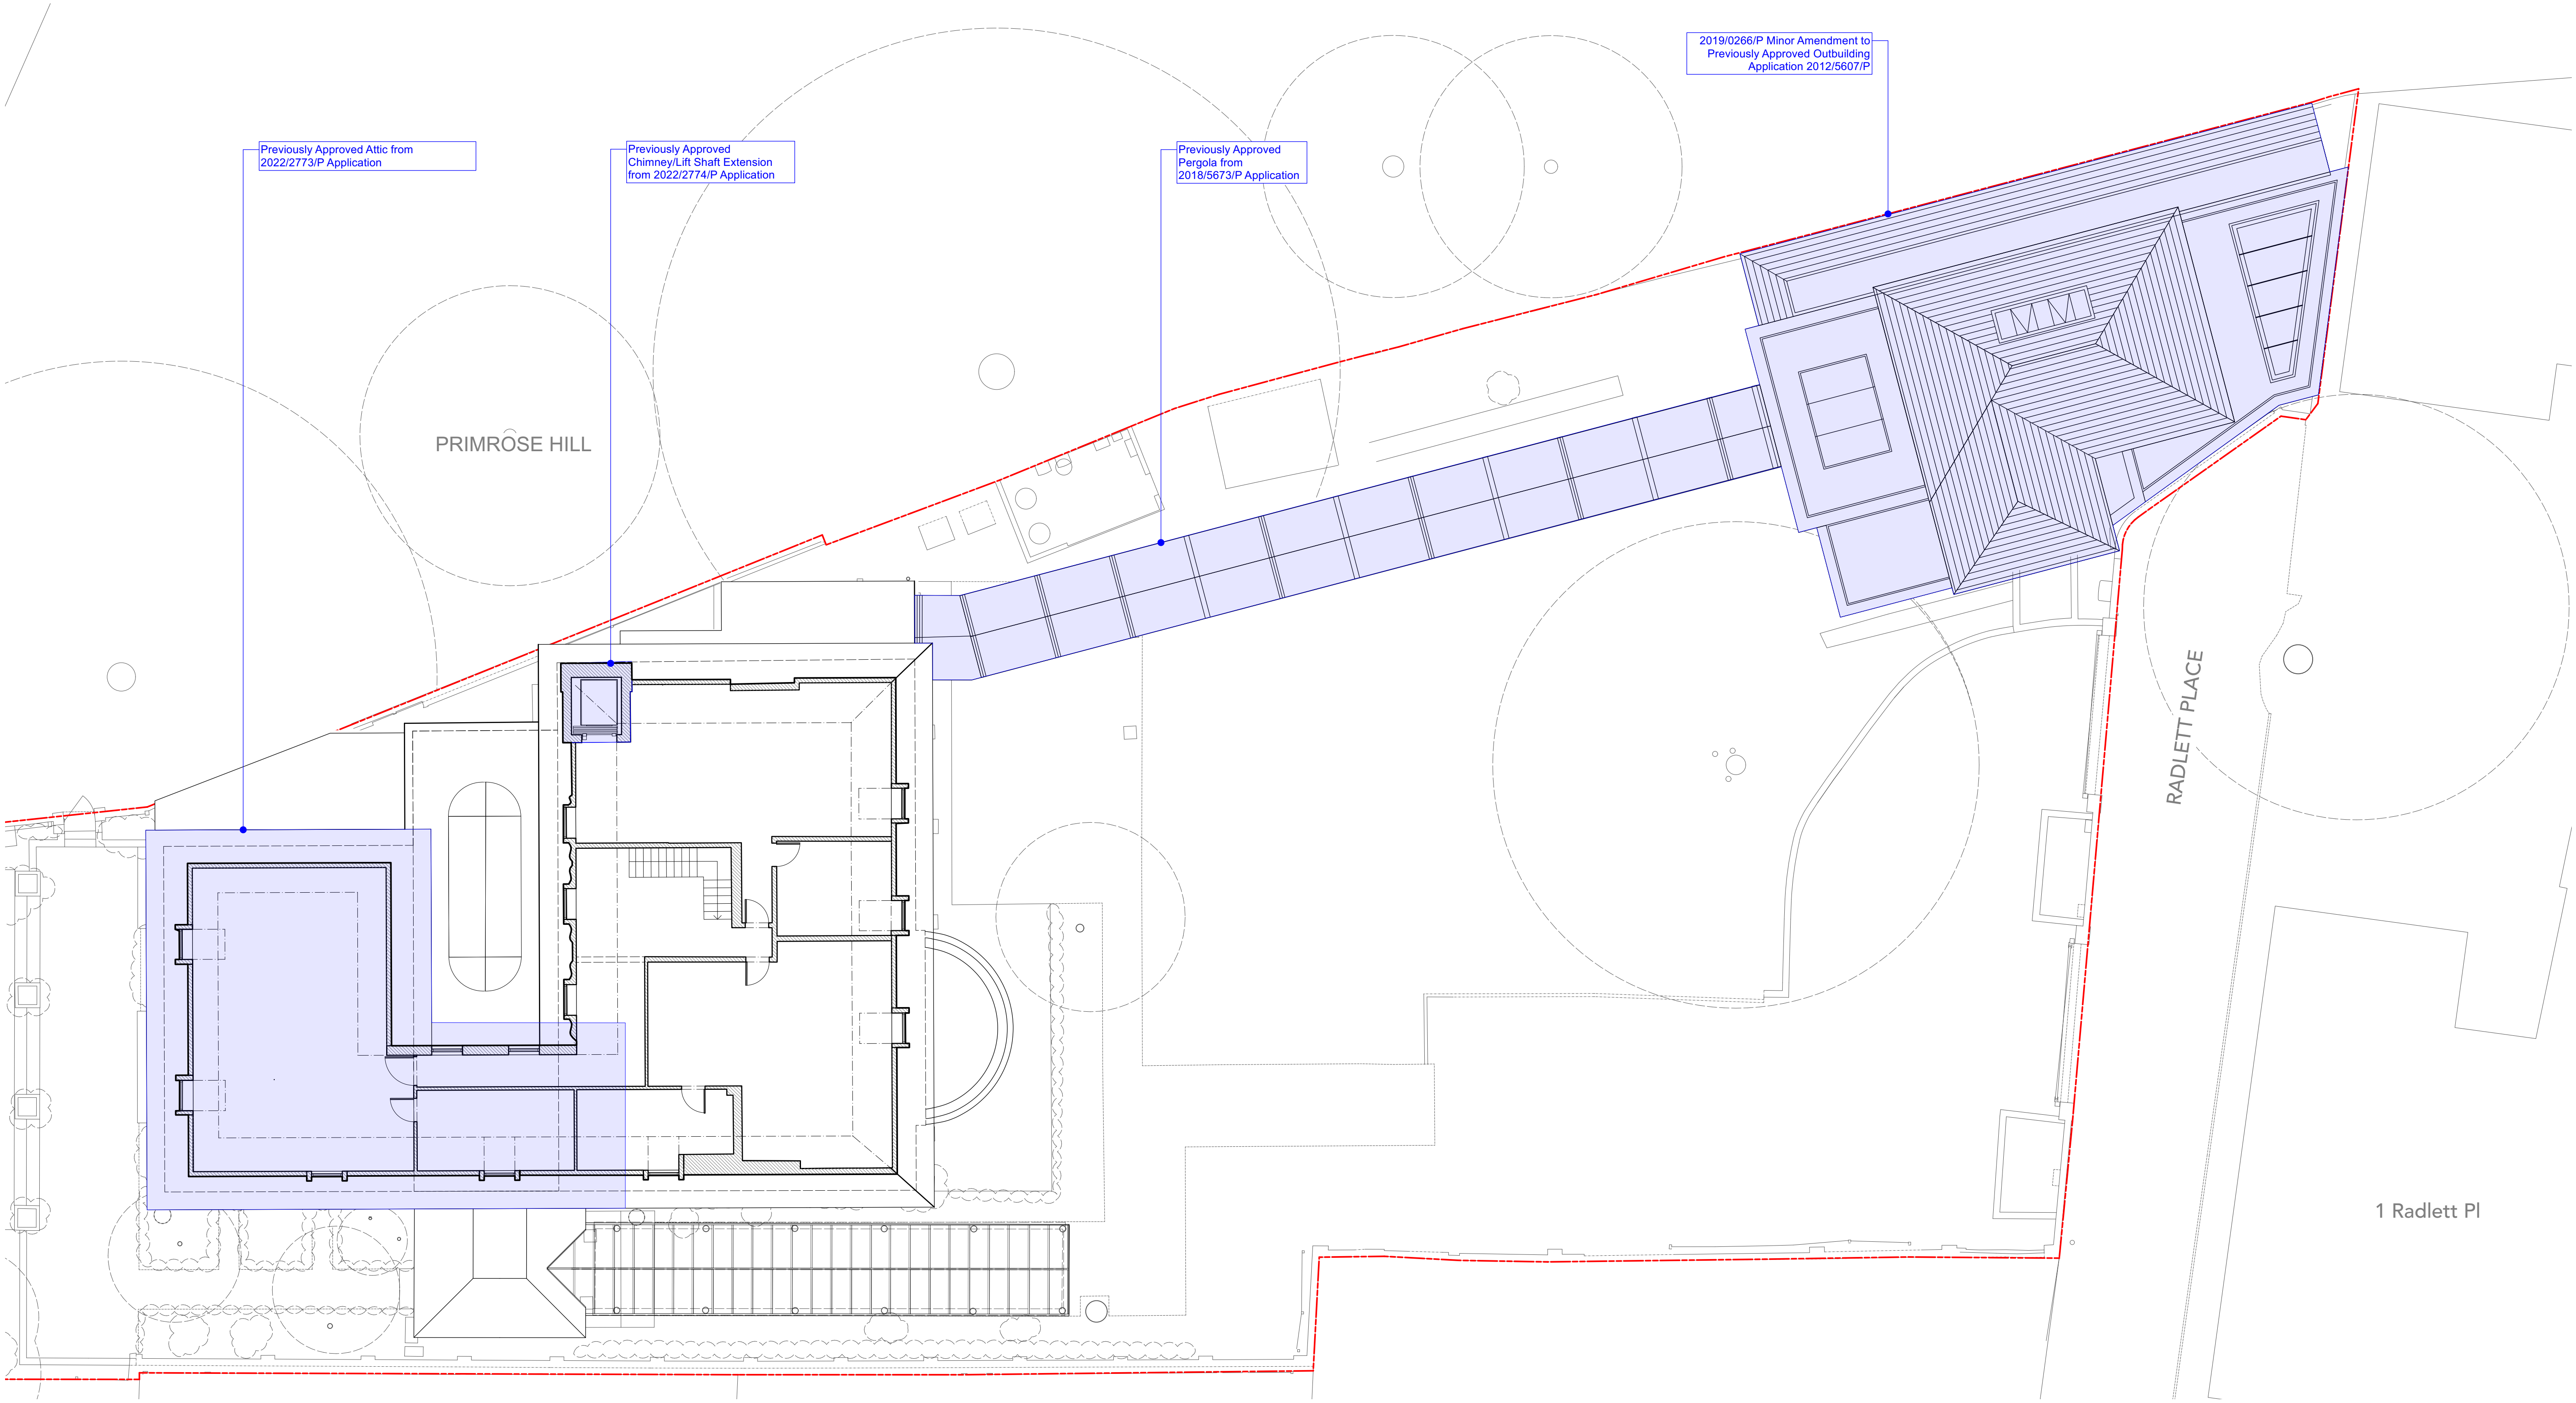 2019/0266/P Minor Amendment to
Previously Approved Outbuilding
Application 2012/5607/P
Previously Approved Attic from
2022/2773/P Application
Previously Approved
Chimney/Lift Shaft Extension
from 2022/2774/P Application
Previously Approved
Pergola from
2018/5673/P Application
PRIMROSE HILL
RADLETT PLACE
1 Radlett Pl